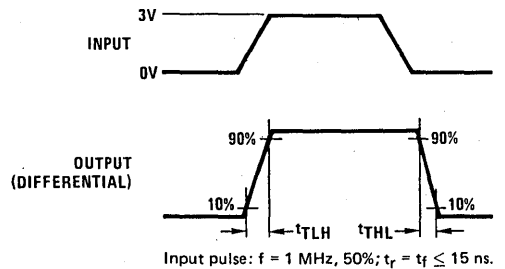 3V
INPUT
0V
90%
90%
OUTPUT
(DIFFERENTIAL)
10%
10%
tTLH
tTHL
Input pulse: f = 1 MHz, 50%; tr = tf ≤ 15 ns.